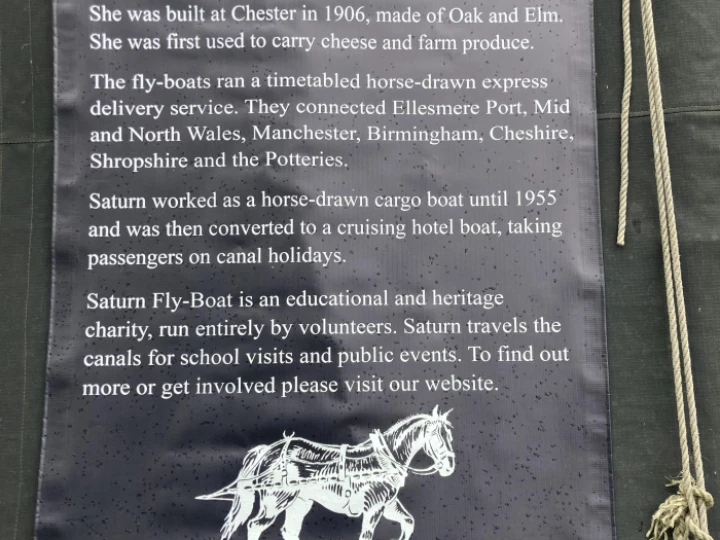 She was built at Chester in 1906, made of Oak and Elm.
She was first used to carry cheese and farm produce.
The fly-boats ran a timetabled horse-drawn express
delivery service. They connected Ellesmere Port, Mid
and North Wales, Manchester, Birmingham, Cheshire,
Shropshire and the Potteries.
Saturn worked as a horse-drawn cargo boat until 1955
and was then converted to a cruising hotel boat, taking
passengers on canal holidays.
Saturn Fly-Boat is an educational and heritage
charity, run entirely by volunteers. Saturn travels the
canals for school visits and public events. To find out
more or get involved please visit our website.